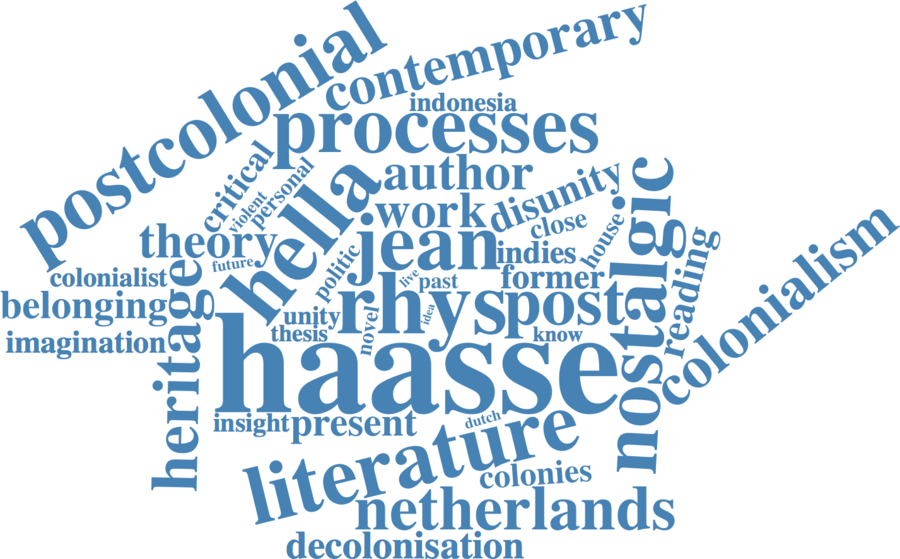 postcolonial
contemporary
indonesia
processes
critical
violent
personal
hella
author
disunity
work
close
house
nostalgic
reading
colonialism
theory
future
jean
indies
politic
colonialist
heritage
live
past
former
belonging
rhys
post
idea
unity
novel
imagination
thesis
know
haasse
insight
present
dutch
literature
colonies
netherlands
decolonisation